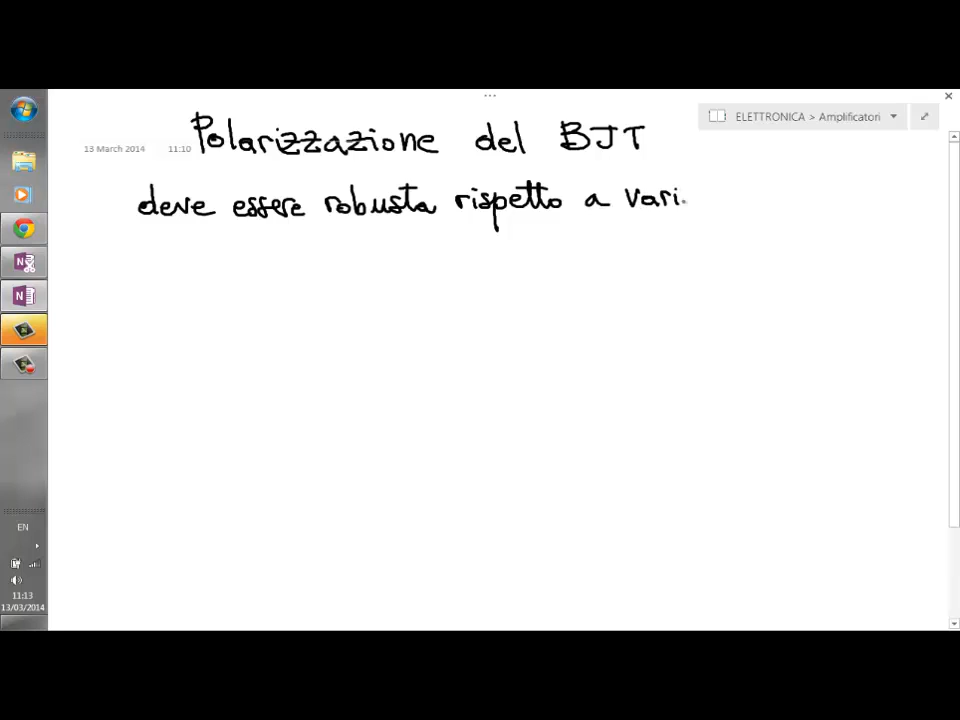 ...
ELETTRONICA > Amplificatori
Polarizzazione del BJT
13 March 2014 11:10
deve essere robusta rispetto a vari
EN
11:13
13/03/2014